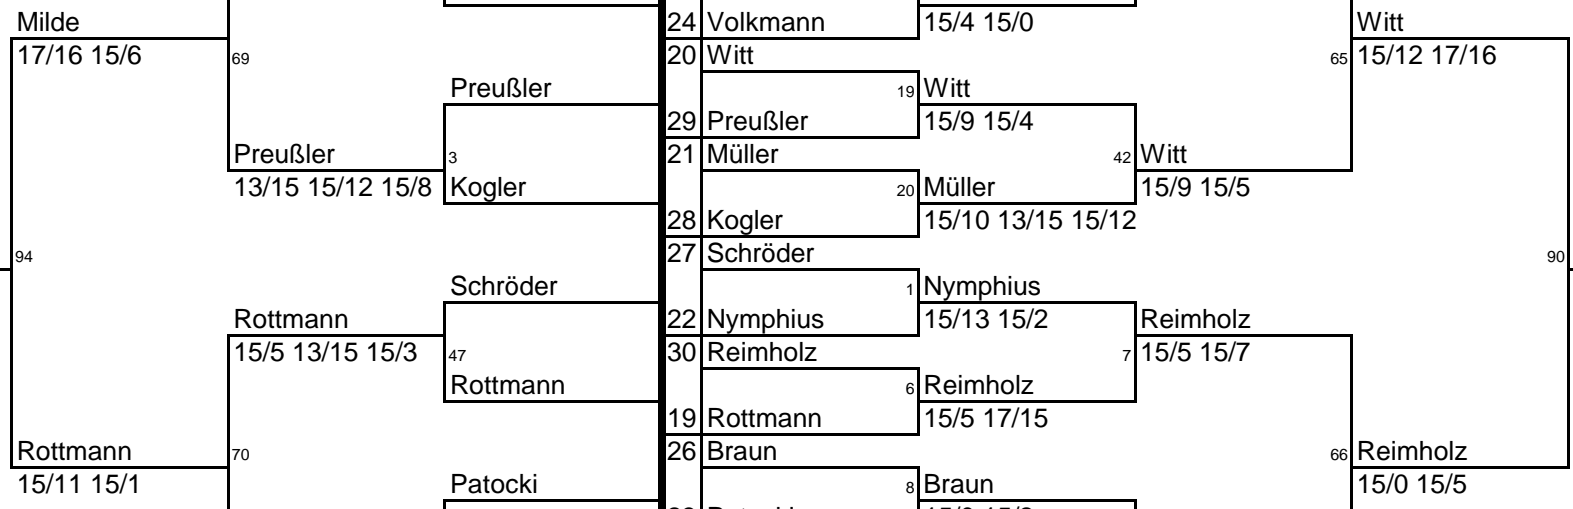 Milde
24 Volkmann
15/4 15/0
Witt
17/16 15/6
69
20 Witt
65
15/12 17/16
Preußler
19
Witt
29 Preußler
15/9 15/4
Preußler
3
21 Müller
42
Witt
13/15 15/12 15/8
Kogler
20
Müller
15/9 15/5
28 Kogler
15/10 13/15 15/12
94
27 Schröder
90
Schröder
1
Nymphius
Rottmann
22 Nymphius
15/13 15/2
Reimholz
15/5 13/15 15/3
47
30 Reimholz
7
15/5 15/7
Rottmann
6
Reimholz
19 Rottmann
15/5 17/15
Rottmann
70
26 Braun
66
Reimholz
15/11 15/1
Patocki
8
Braun
15/0 15/5